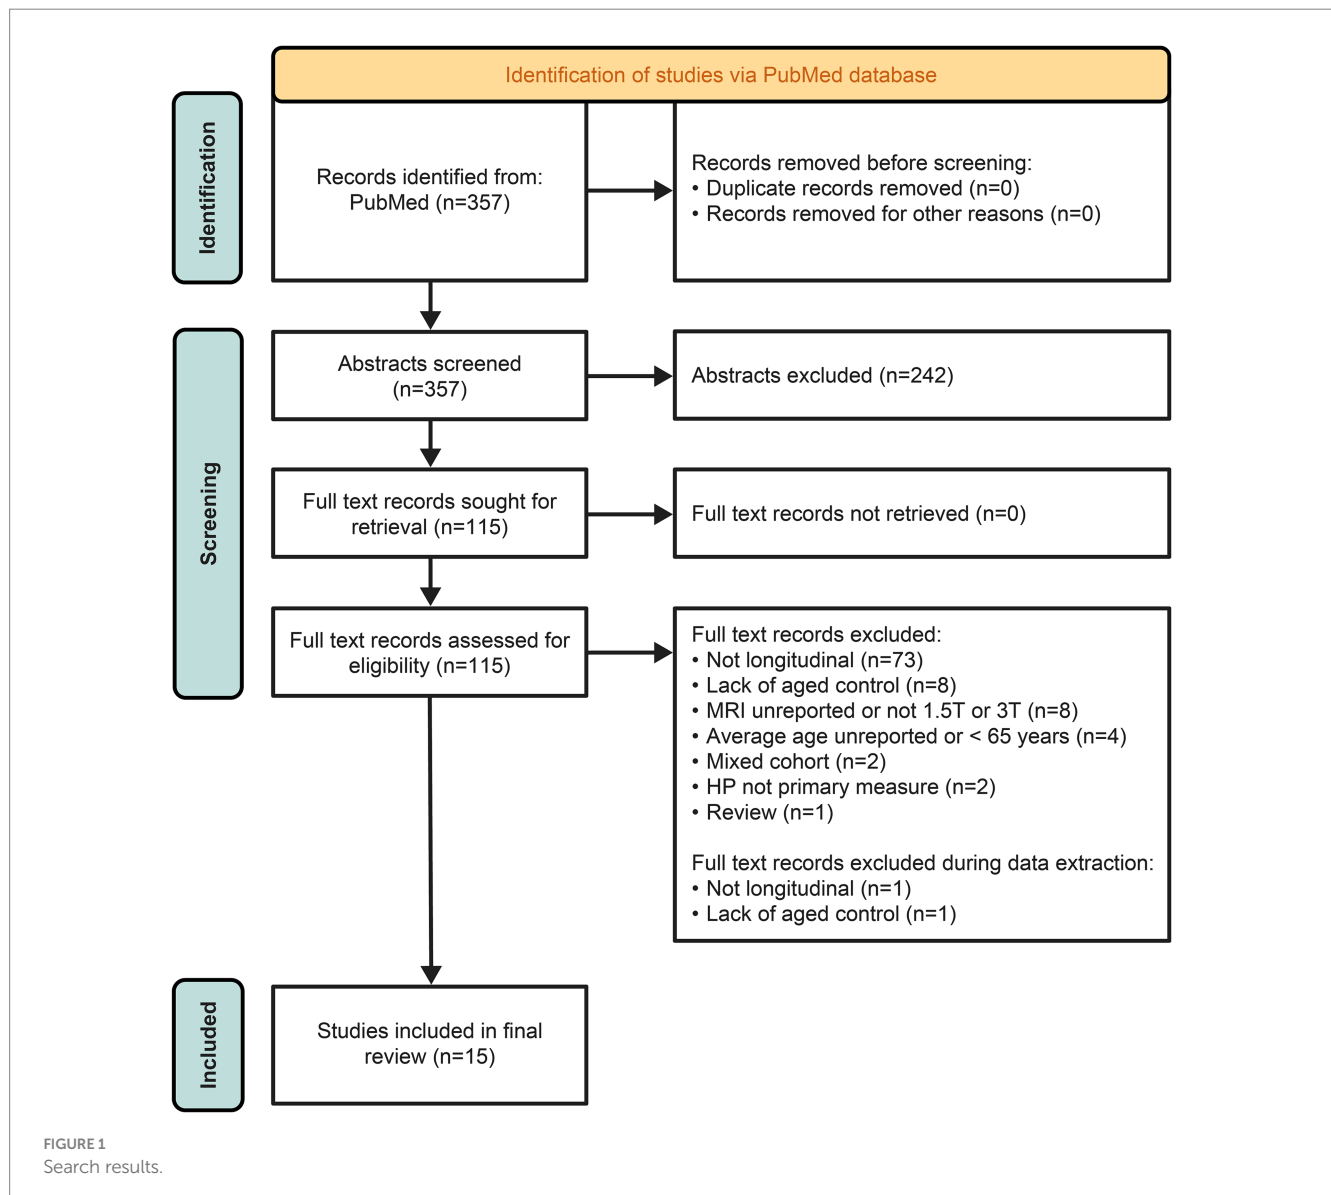 Identification of studies via PubMed database
Identification
Records identified from:
PubMed (n=357)
Records removed before screening:
• Duplicate records removed (n=0)
• Records removed for other reasons (n=0)
Screening
Abstracts screened
(n=357)
Abstracts excluded (n=242)
Full text records sought for
retrieval (n=115)
Full text records not retrieved (n=0)
Full text records assessed for
eligibility (n=115)
Full text records excluded:
• Not longitudinal (n=73)
• Lack of aged control (n=8)
• MRI unreported or not 1.5T or 3T (n=8)
• Average age unreported or < 65 years (n=4)
• Mixed cohort (n=2)
• HP not primary measure (n=2)
• Review (n=1)
Full text records excluded during data extraction:
• Not longitudinal (n=1)
• Lack of aged control (n=1)
Included
Studies included in final
review (n=15)
FIGURE 1
Search results.